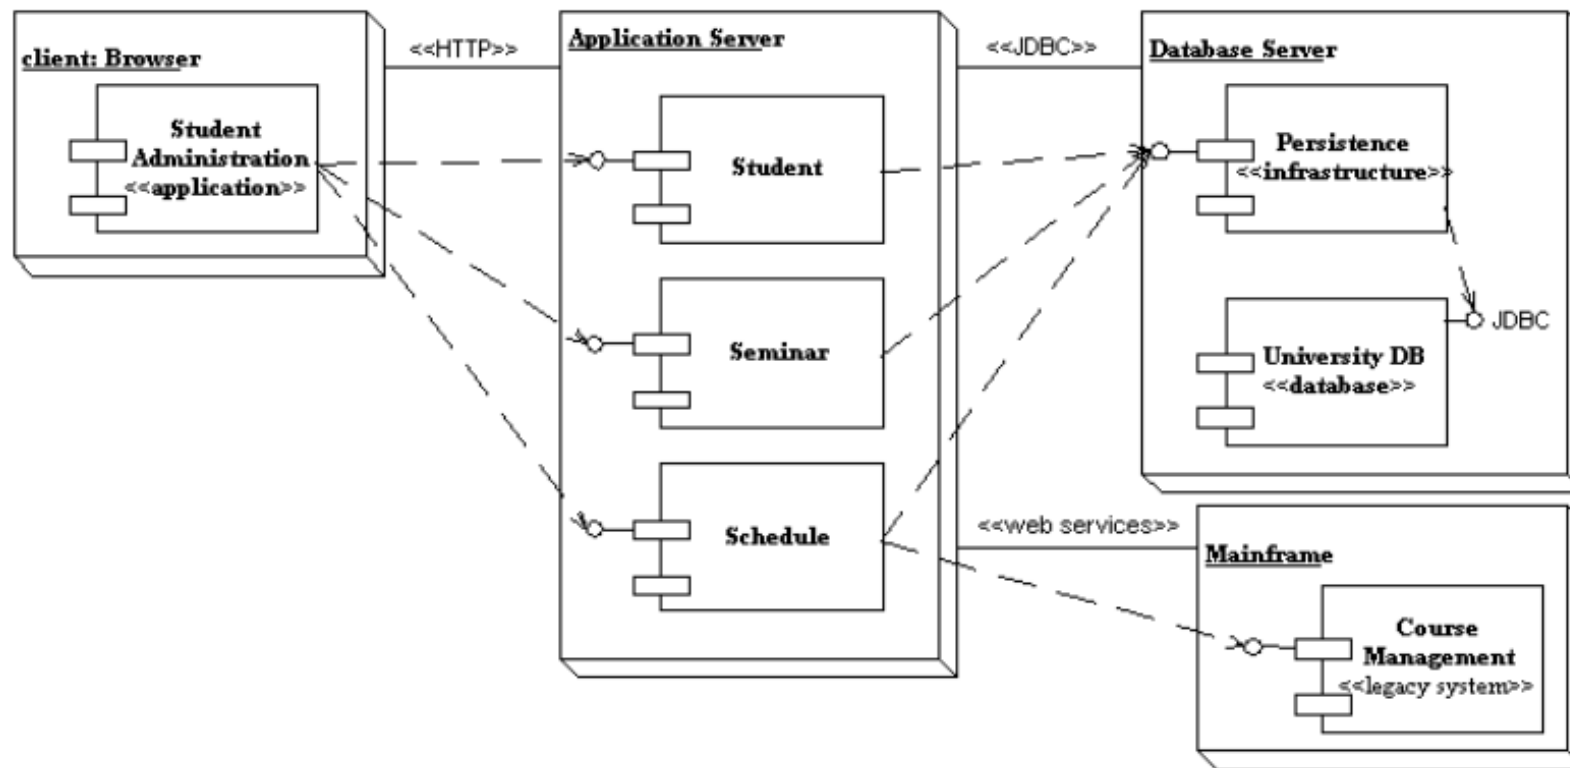 client: Browser
Student
Administration
<<application>>
<<HTTP>>
Application Server
Student
Seminar
Schedule
<<JDBC>>
Database Server
Persistence
<<infrastructure>>
JDBC
University DB
<<database>>
<<web services>>
Mainframe
Course
Management
<<legacy system>>